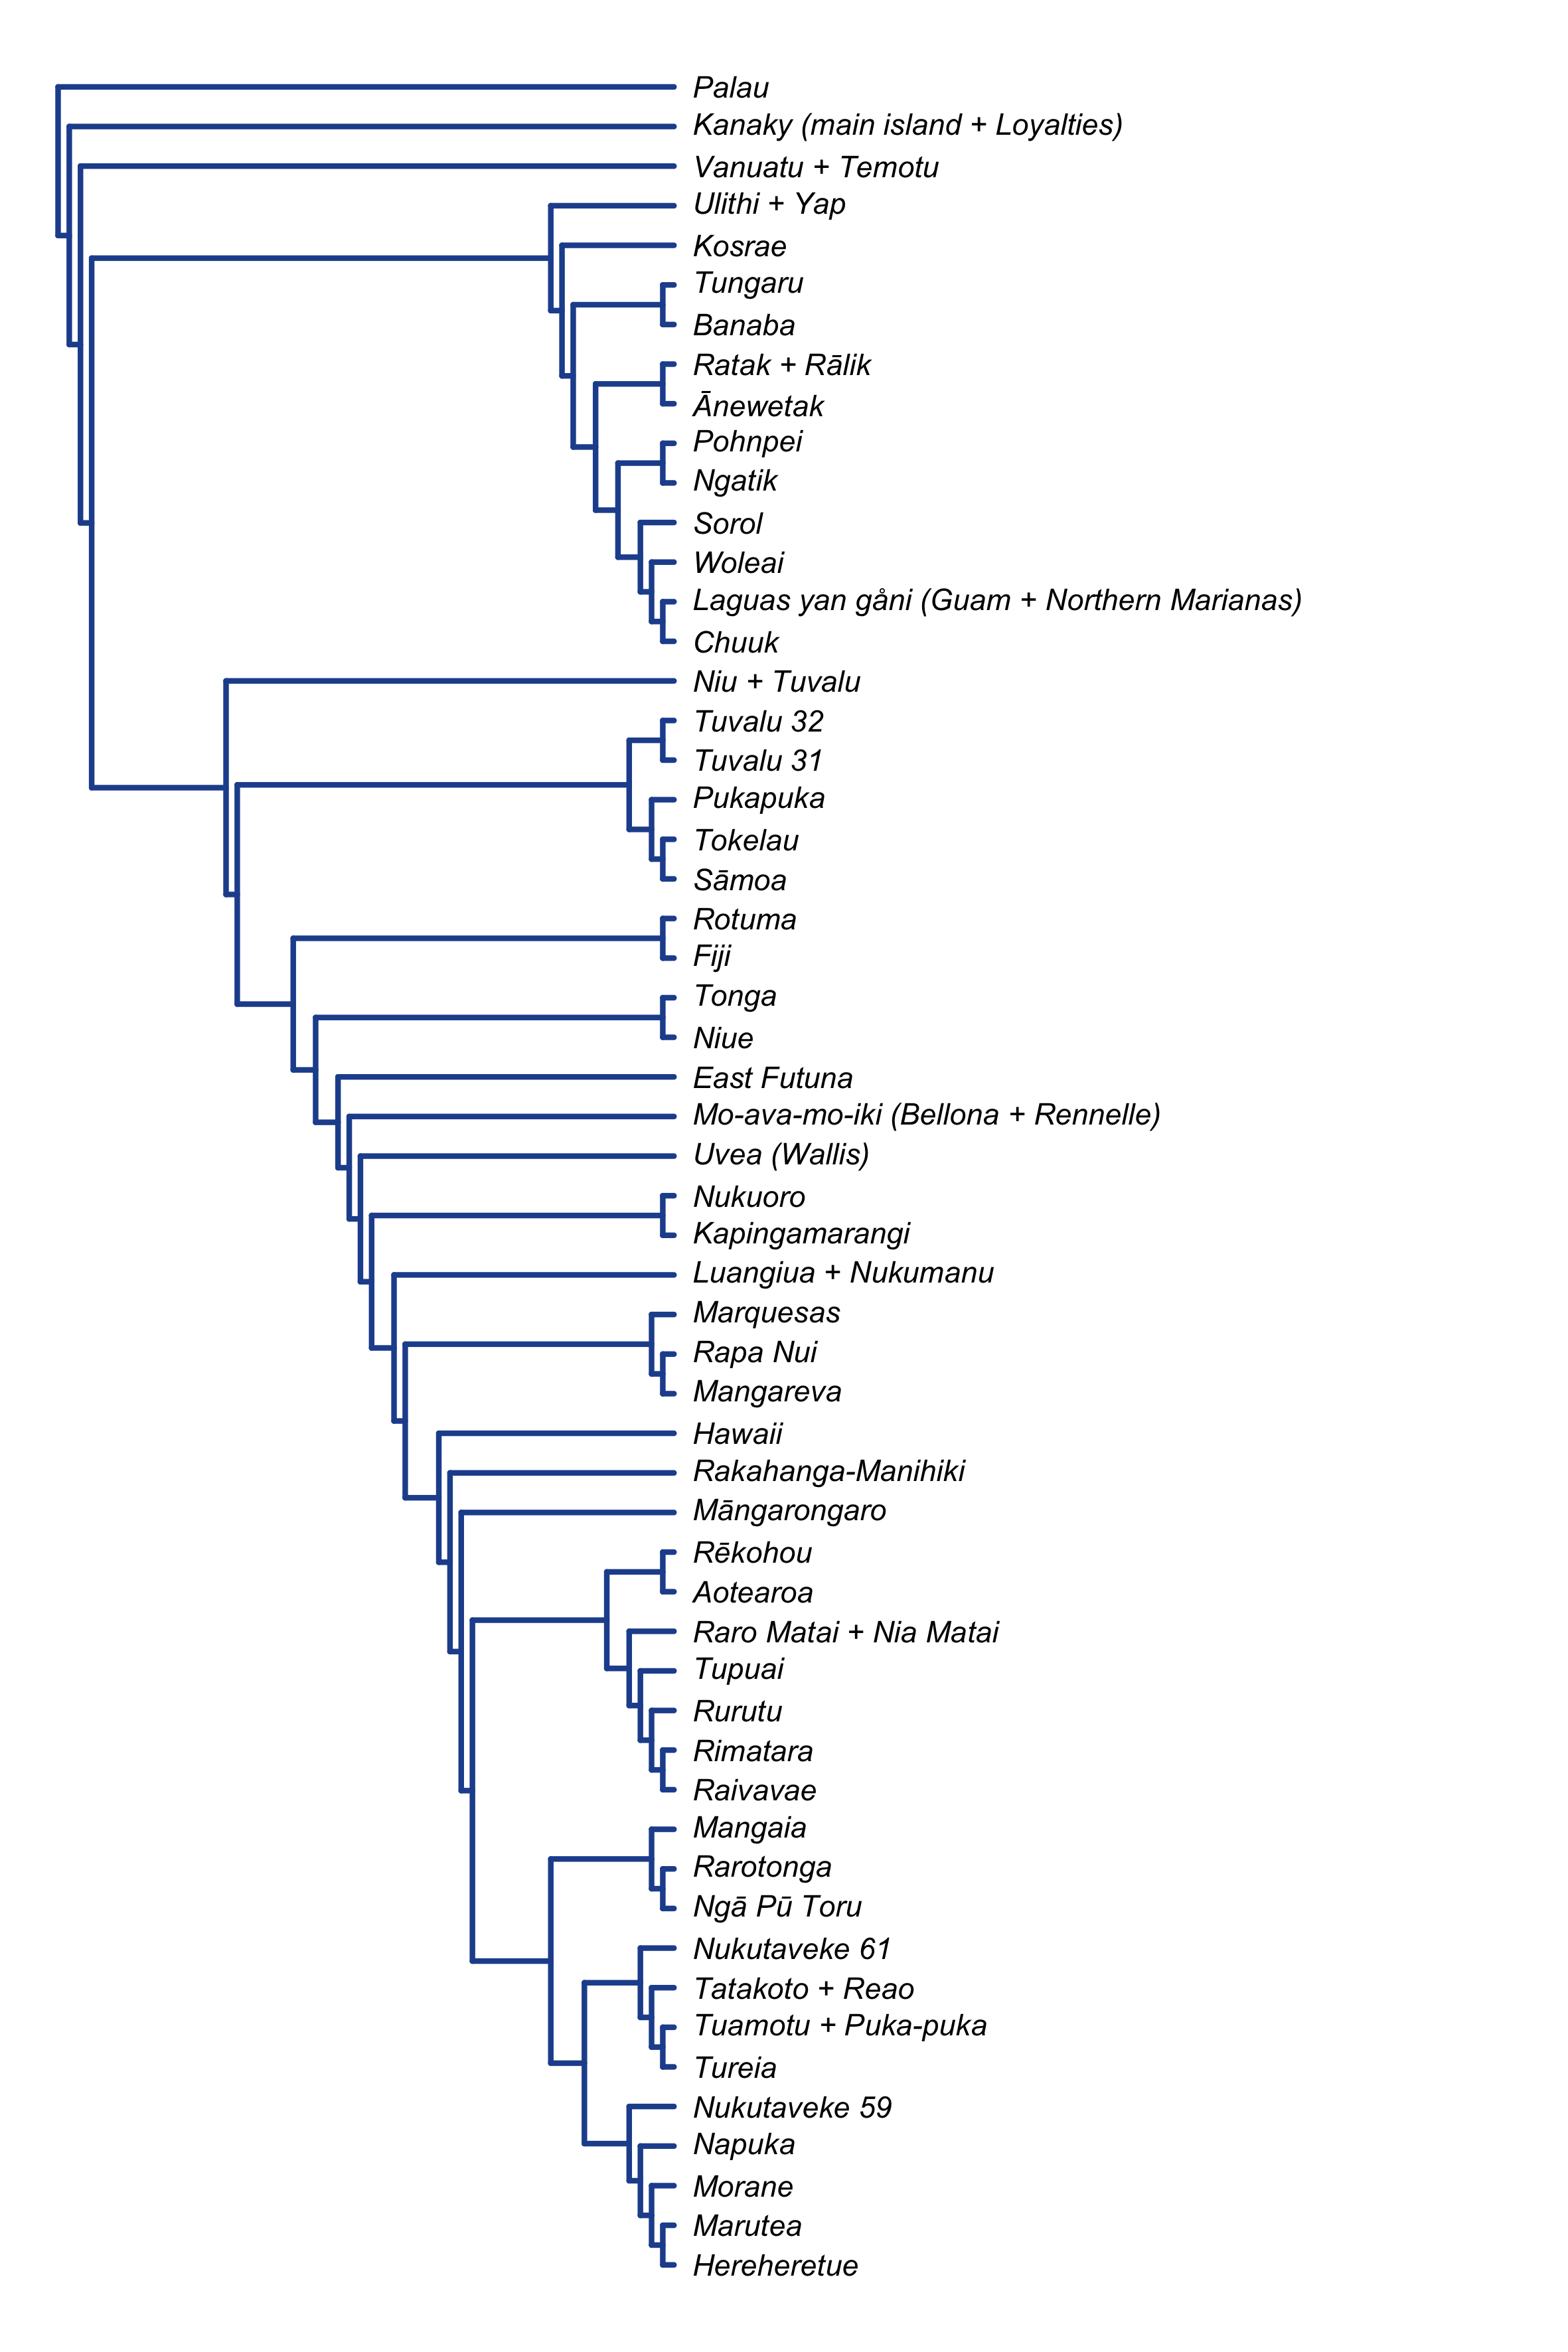 Palau
Kanaky (main island + Loyalties)
Vanuatu + Temotu
Ulithi + Yap
Kosrae
Tungaru
Banaba
Ratak + Rālik
Ānewetak
Pohnpei
Ngatik
Sorol
Woleai
Laguas yan gåni (Guam + Northern Marianas)
Chuuk
Niu + Tuvalu
Tuvalu 32
Tuvalu 31
Pukapuka
Tokelau
Sāmoa
Rotuma
Fiji
Tonga
Niue
East Futuna
Mo-ava-mo-iki (Bellona + Rennelle)
Uvea (Wallis)
Nukuoro
Kapingamarangi
Luangiua + Nukumanu
Marquesas
Rapa Nui
Mangareva
Hawaii
Rakahanga-Manihiki
Māngarongaro
Rēkohou
Aotearoa
Raro Matai + Nia Matai
Tupuai
Rurutu
Rimatara
Raivavae
Mangaia
Rarotonga
Ngā Pū Toru
Nukutaveke 61
Tatakoto + Reao
Tuamotu + Puka-puka
Tureia
Nukutaveke 59
Napuka
Morane
Marutea
Hereheretue